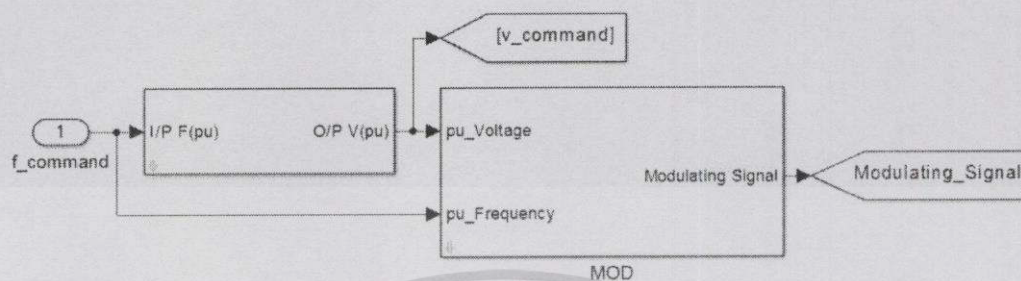 [v_command]
1
I/P F(pu)
O/P V(pu)
pu_Voltage
f_command
Modulating Signal
Modulating_Signal
pu_Frequency
MOD